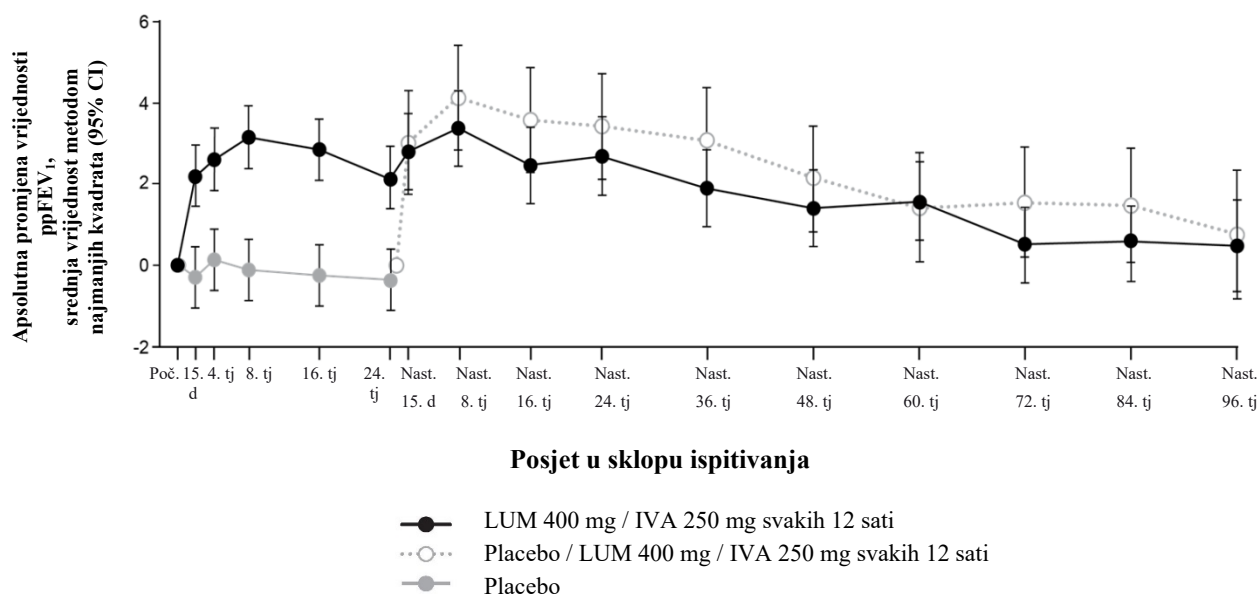 Apsolutna promjena vrijednosti
ppFEV₁,
srednja vrijednost metodom
najmanjih kvadrata (95% CI)
6
4
2
0
-2
Poč. 15. 4. tj 8. tj 16. tj 24. Nast. Nast. Nast. Nast. Nast. Nast. Nast. Nast. Nast. Nast.
d tj 15. d 8. tj 16. tj 24. tj 36. tj 48. tj 60. tj 72. tj 84. tj 96. tj
Posjet u sklopu ispitivanja
LUM 400 mg / IVA 250 mg svakih 12 sati
Placebo / LUM 400 mg / IVA 250 mg svakih 12 sati
Placebo